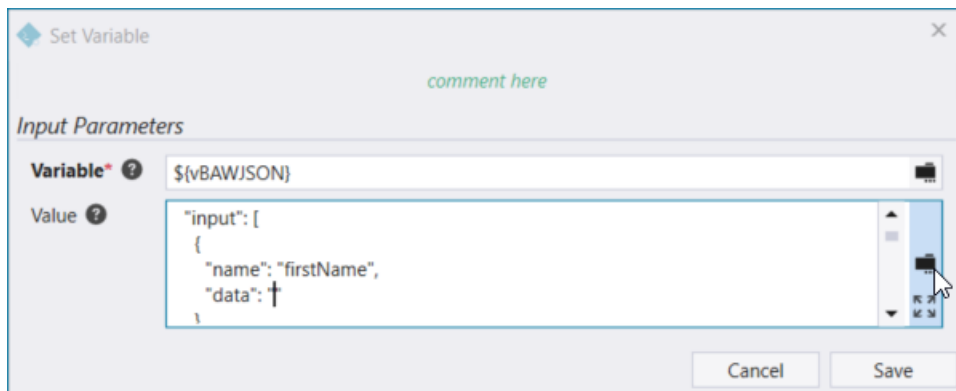 Set Variable
comment here
Input Parameters
Variable* ?
${vBAWJSON}
Value ?
"input": [
{
"name": "firstName",
"data": ""
}
Cancel
Save